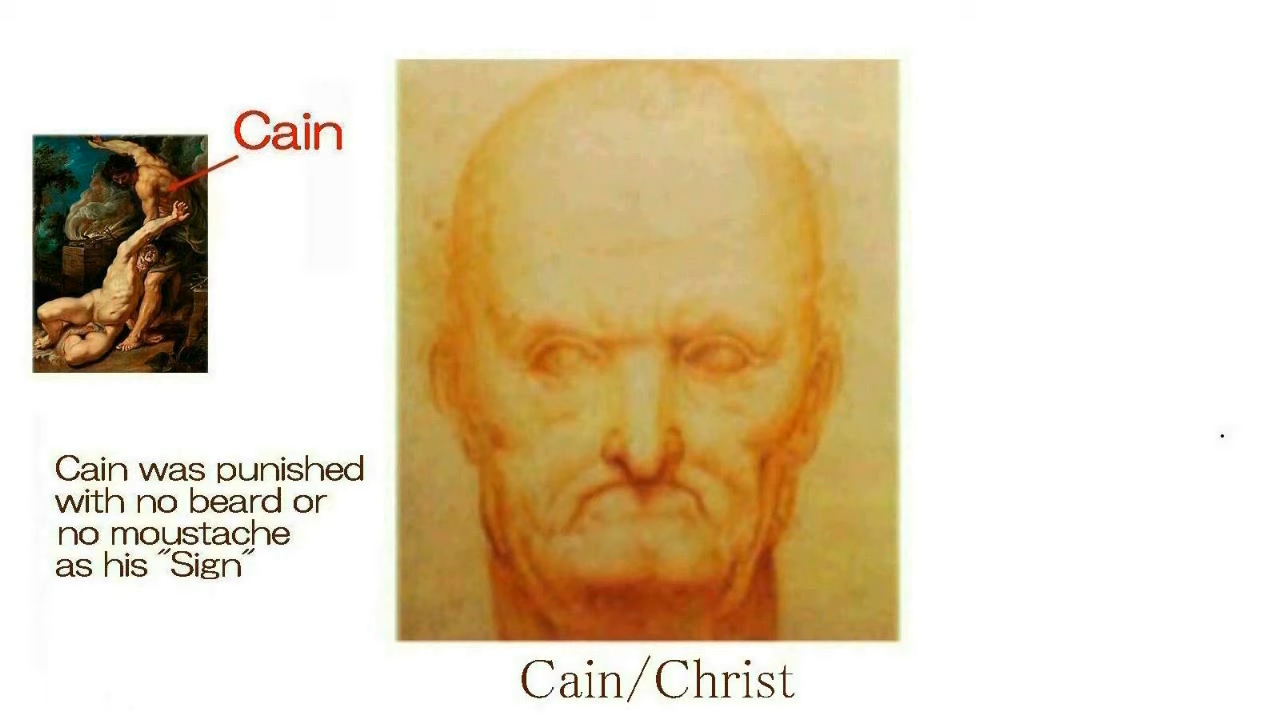 Cain
Cain was punished
with no beard or
no moustache
as his "Sign"
Cain/Christ